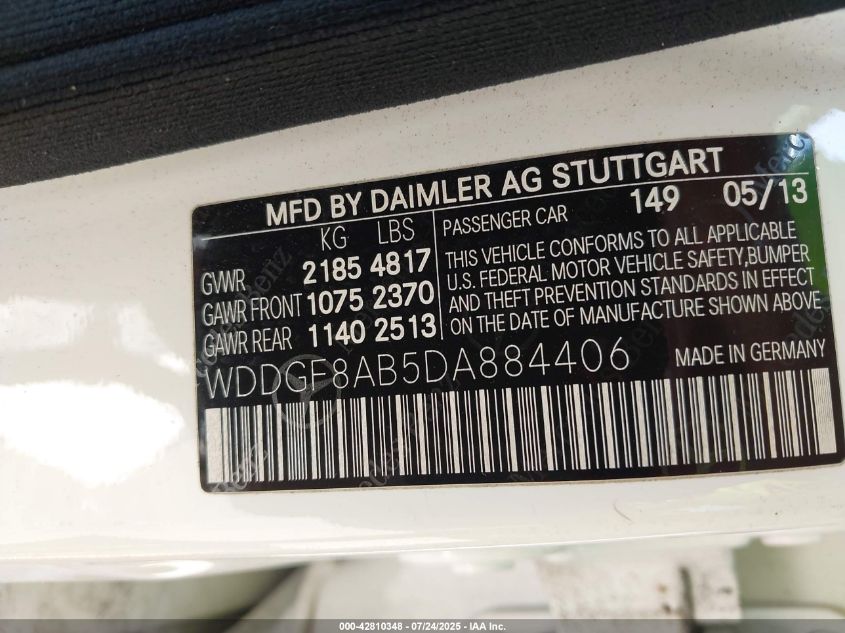 MFD BY DAIMLER AG STUTTGART
KG LBS
GVWR 2185 4817
GAWR FRONT 1075 2370
GAWR REAR 1140 2513
PASSENGER CAR 149 05/13
THIS VEHICLE CONFORMS TO ALL APPLICABLE
U.S. FEDERAL MOTOR VEHICLE SAFETY,BUMPER
AND THEFT PREVENTION STANDARDS IN EFFECT
ON THE DATE OF MANUFACTURE SHOWN ABOVE
WDDGF8AB5DA884406 MADE IN GERMANY
000-42810348 - 07/24/2025 - IAA Inc.